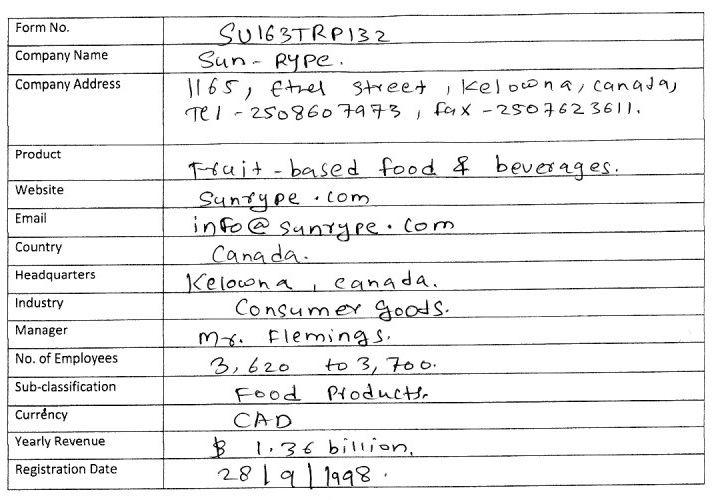 Form No. SU163TRP132
Company Name Sun-Rype.
Company Address 1165, Ethel street, Kelowna, canada,
Tel - 2508607973, fax - 2507623611.
Product Fruit-based food & beverages.
Website Sunrype.com
Email info@sunrype.com
Country Canada.
Headquarters Kelowna, canada.
Industry Consumer goods.
Manager Mr. Flemings.
No. of Employees 3,620 to 3,700.
Sub-classification Food Products.
Currency CAD
Yearly Revenue $ 1.36 billion.
Registration Date 28/9/1998.